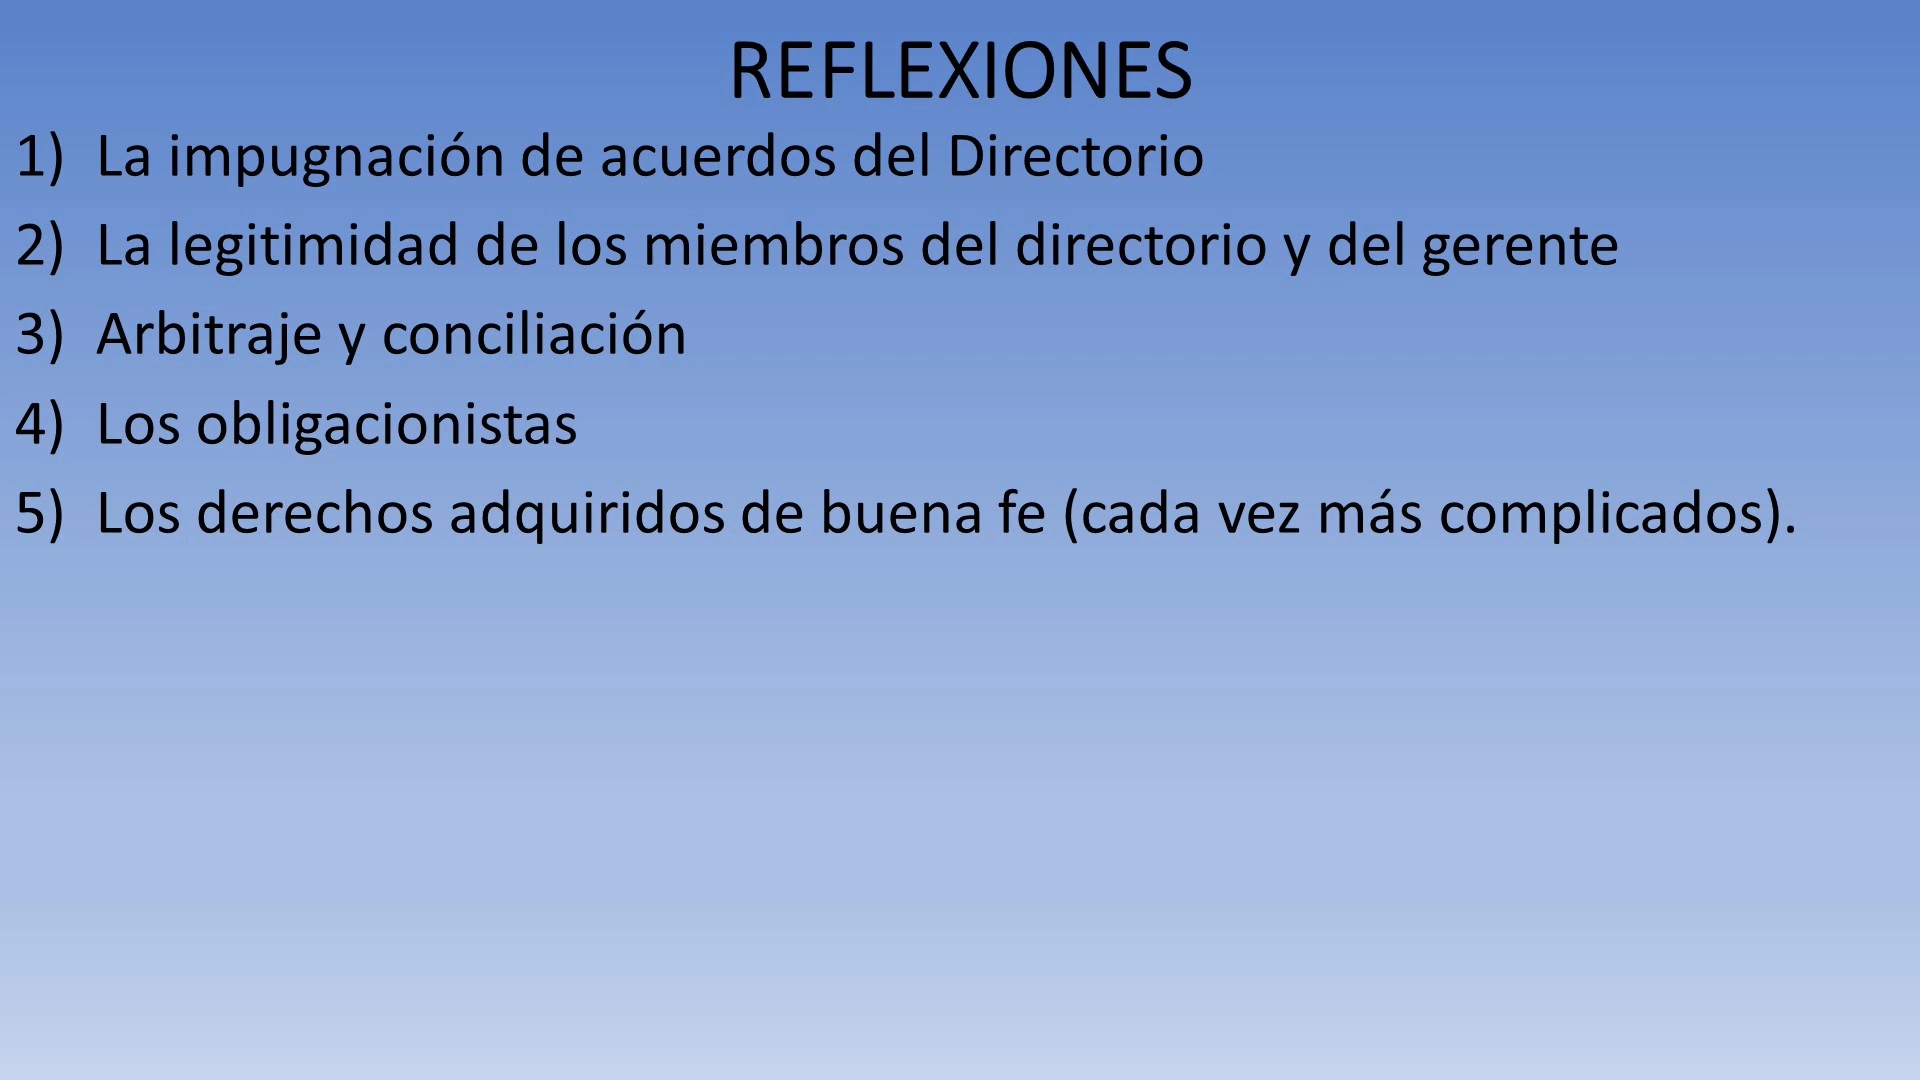 REFLEXIONES
1) La impugnación de acuerdos del Directorio
2) La legitimidad de los miembros del directorio y del gerente
3) Arbitraje y conciliación
4) Los obligacionistas
5) Los derechos adquiridos de buena fe (cada vez más complicados).